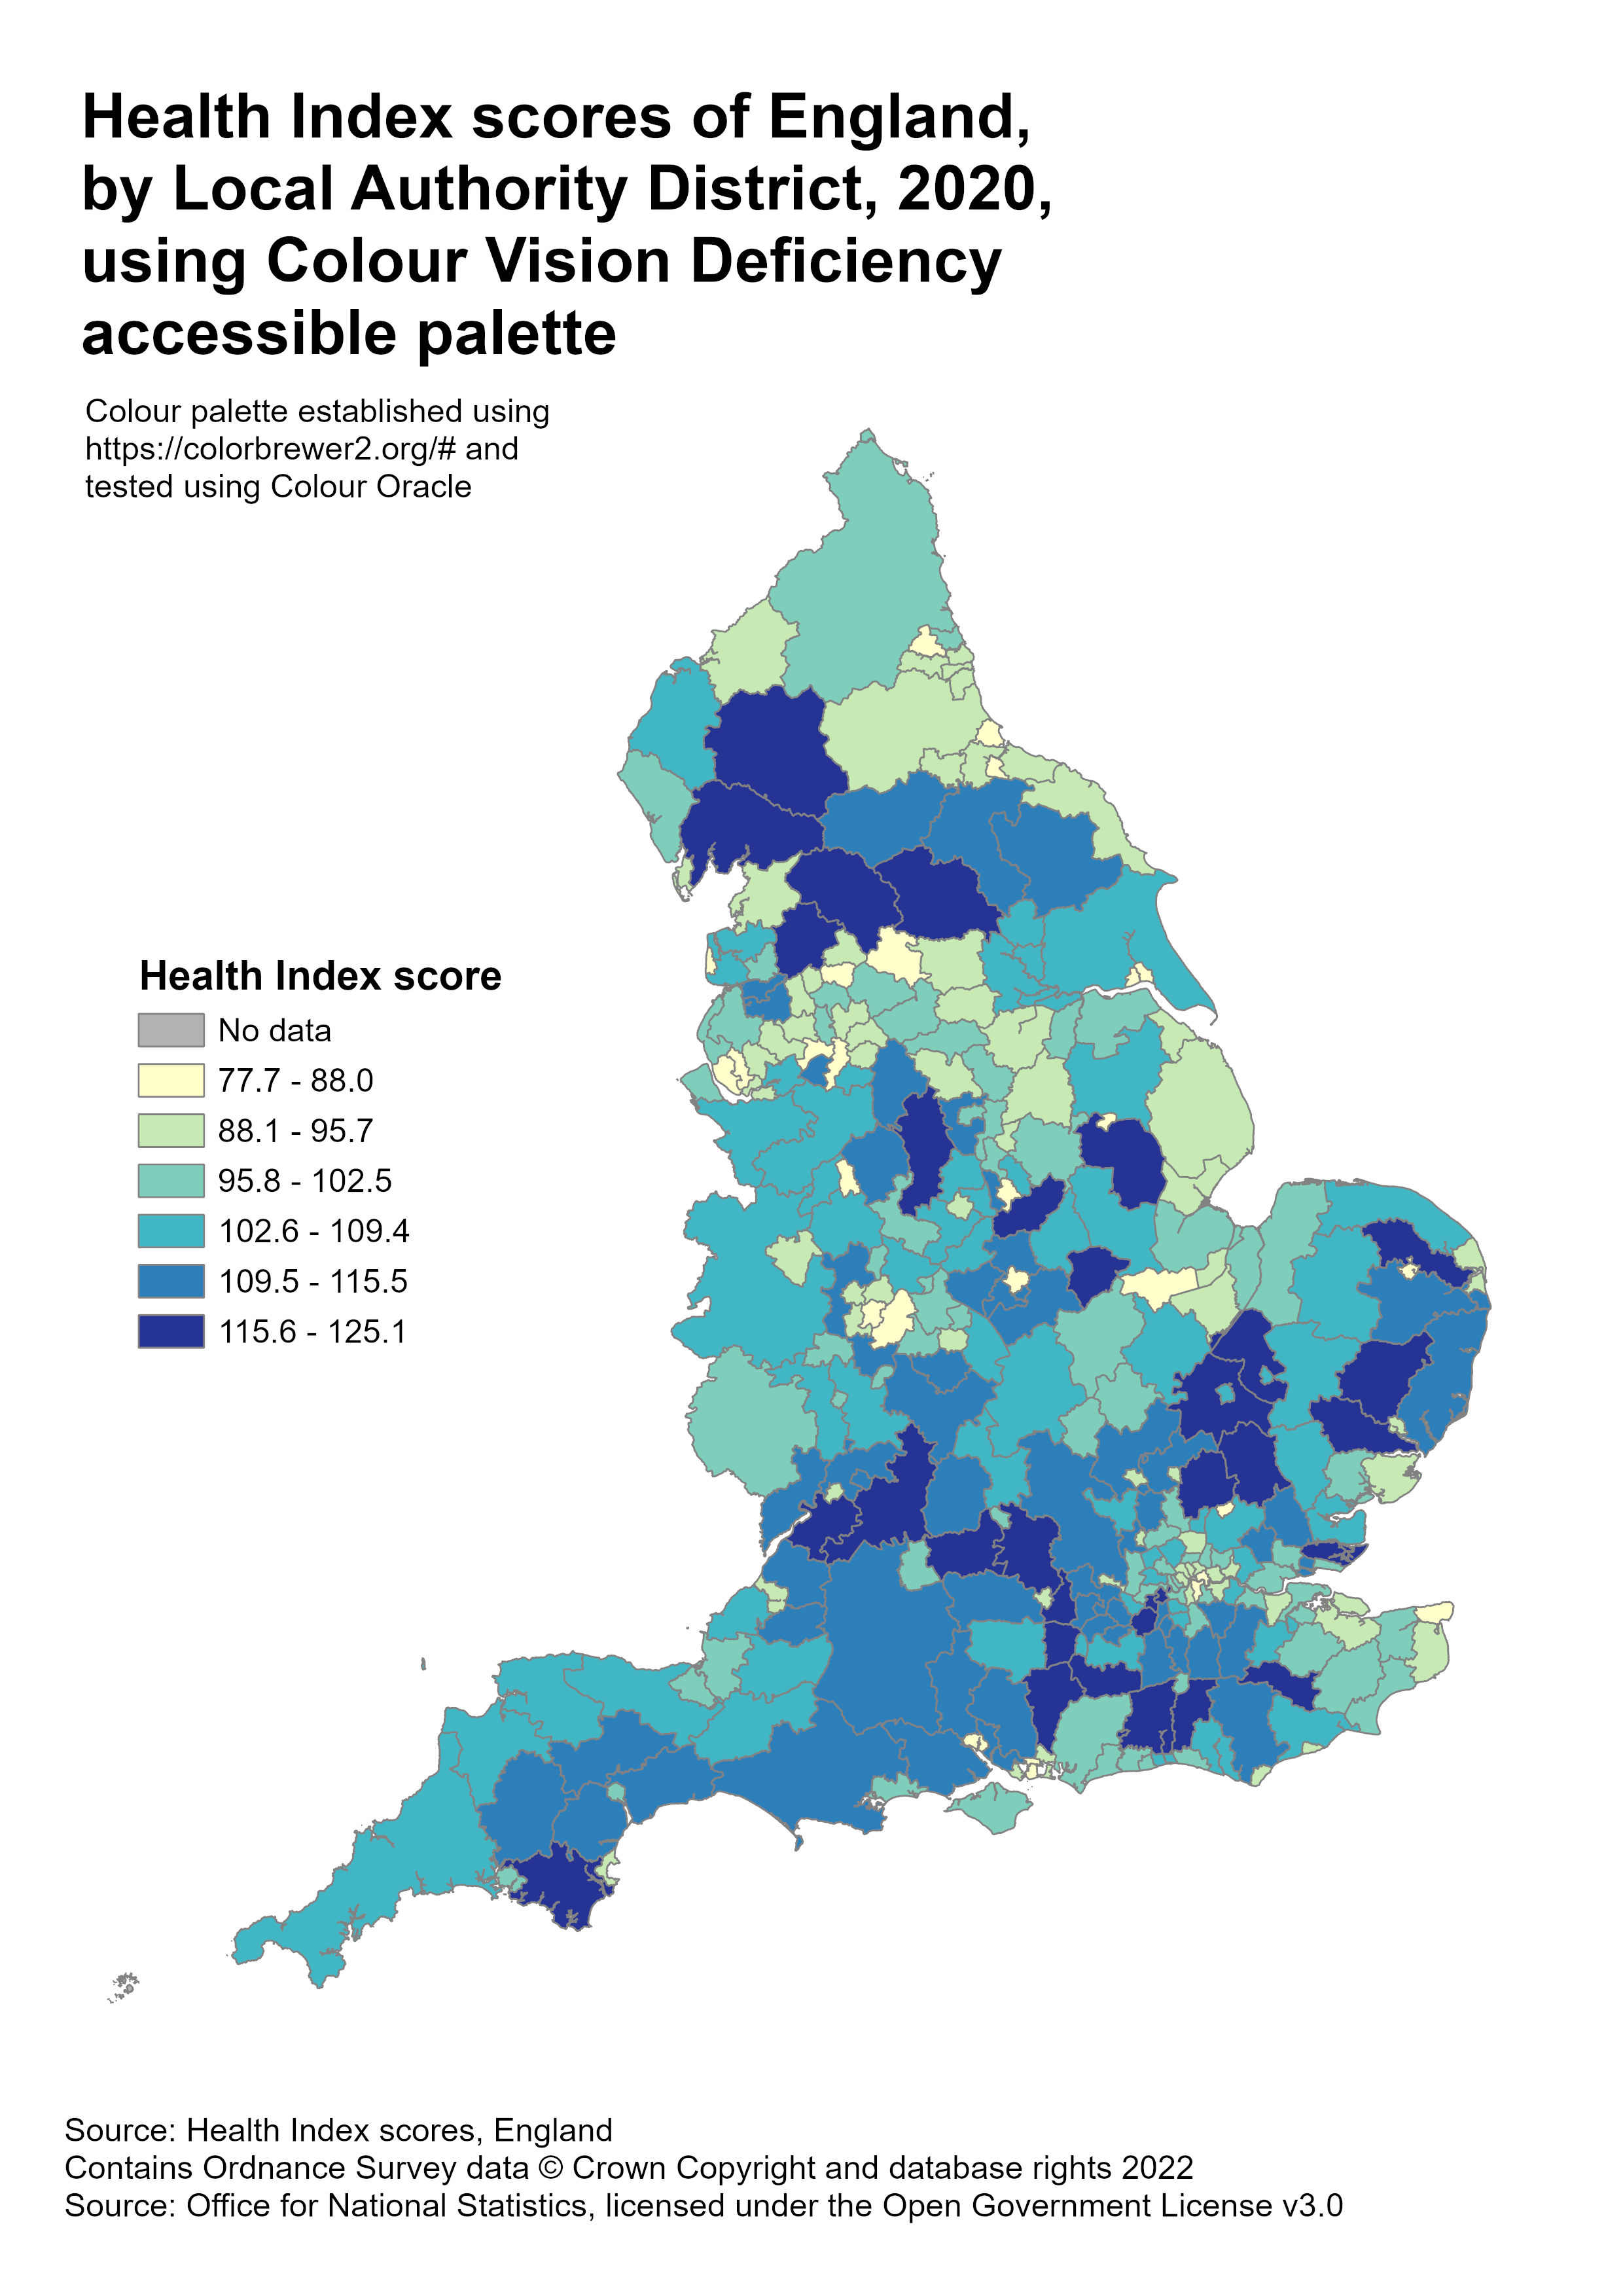 Health Index scores of England,
by Local Authority District, 2020,
using Colour Vision Deficiency
accessible palette
Colour palette established using
https://colorbrewer2.org/# and
tested using Colour Oracle
Health Index score
No data
77.7 - 88.0
88.1 - 95.7
95.8 - 102.5
102.6 - 109.4
109.5 - 115.5
115.6 - 125.1
Source: Health Index scores, England
Contains Ordnance Survey data © Crown Copyright and database rights 2022
Source: Office for National Statistics, licensed under the Open Government License v3.0